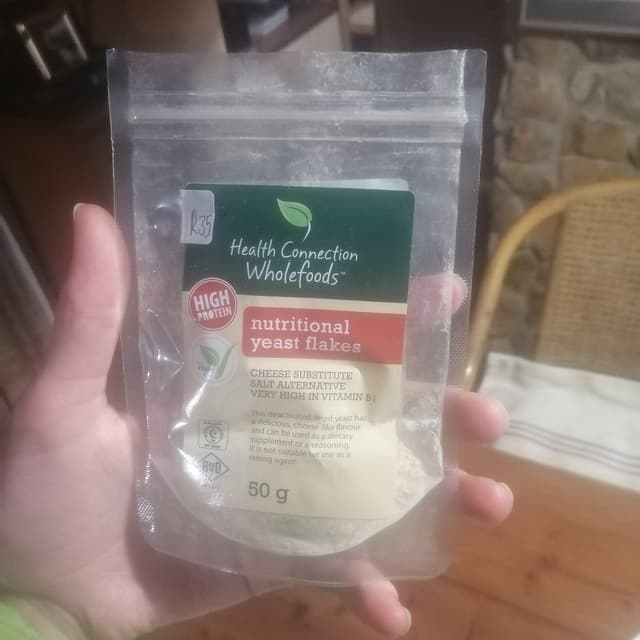 R35
Health Connection
Wholefoods™
HIGH
PROTEIN
nutritional
yeast flakes
CHEESE SUBSTITUTE
SALT ALTERNATIVE
VERY HIGH IN VITAMIN B1
This deactivated dried yeast has
a delicious, cheese-like flavour
and can be used as a dietary
supplement or a seasoning.
It is not suitable for use as a
raising agent.
50 g